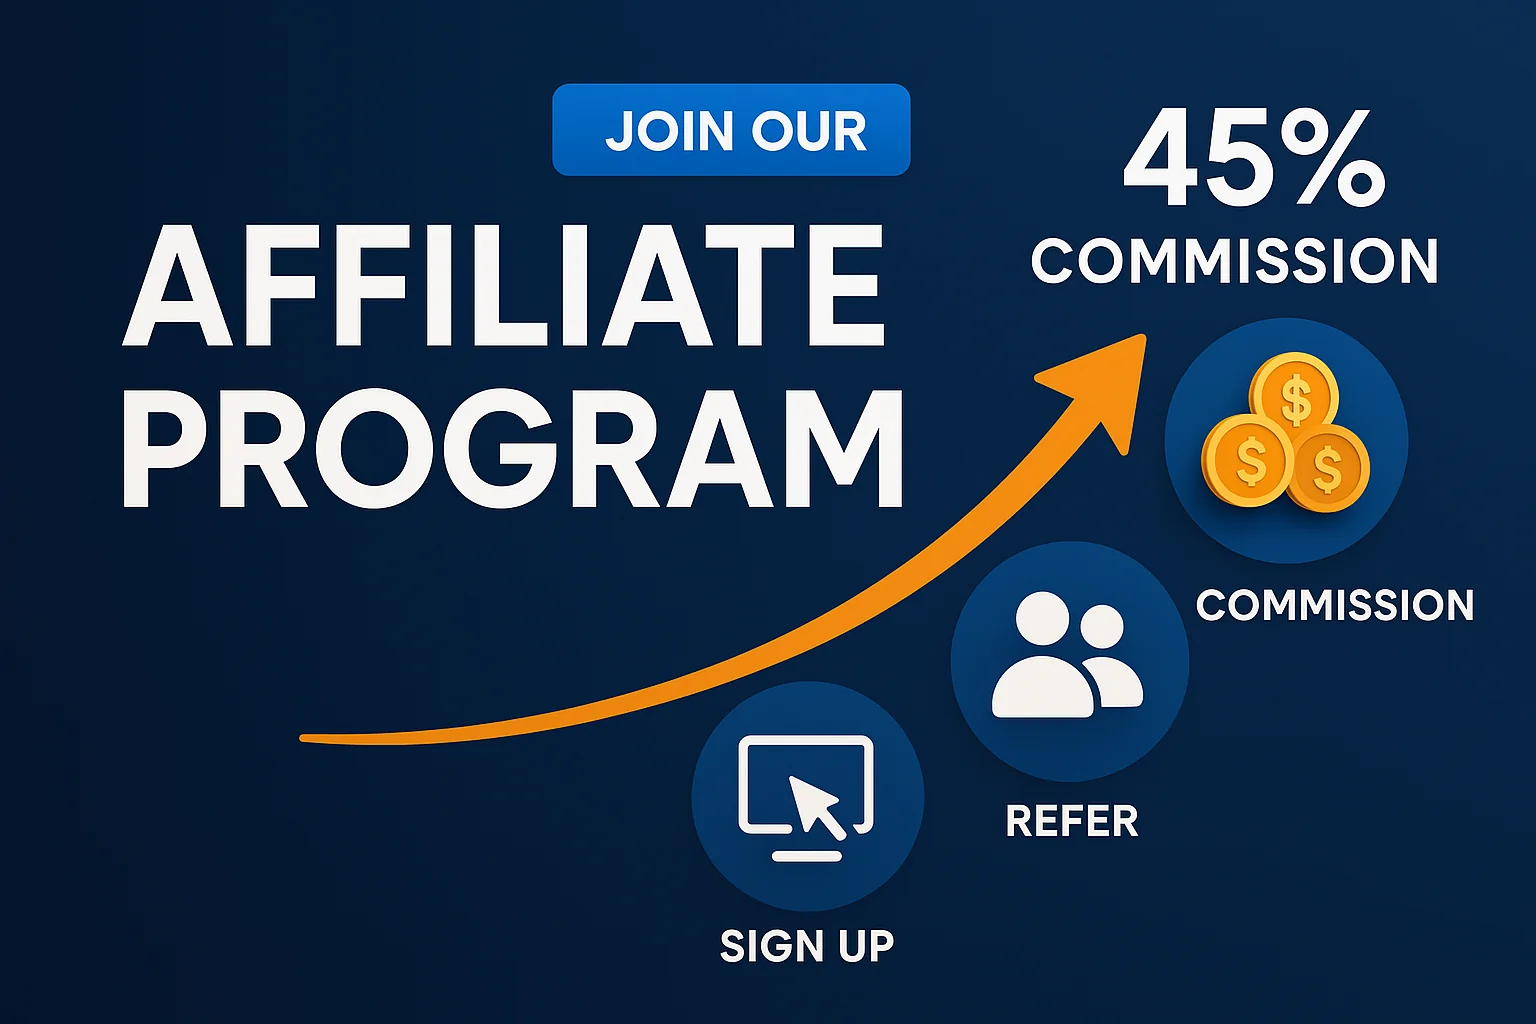 JOIN OUR
AFFILIATE
PROGRAM
45%
COMMISSION
COMMISSION
REFER
SIGN UP